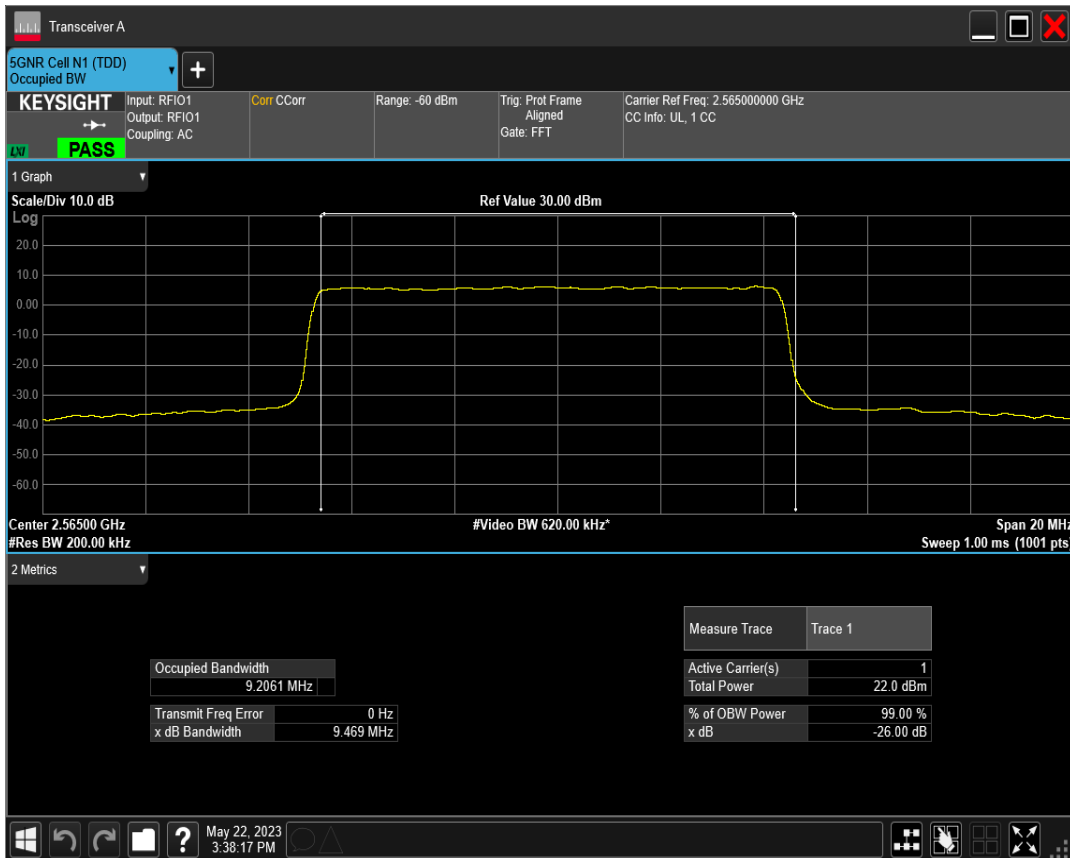 Transceiver A
5GNR Cell N1 (TDD)
Occupied BW
KEYSIGHT
LXI
PASS
Input: RFIO1
Output: RFIO1
Coupling: AC
Corr CCorr
Range: -60 dBm
Trig: Prot Frame
Aligned
Gate: FFT
Carrier Ref Freq: 2.565000000 GHz
CC Info: UL, 1 CC
1 Graph
Scale/Div 10.0 dB
Ref Value 30.00 dBm
Log
20.0
10.0
0.00
-10.0
-20.0
-30.0
-40.0
-50.0
-60.0
Center 2.56500 GHz
#Video BW 620.00 kHz*
Span 20 MHz
#Res BW 200.00 kHz
Sweep 1.00 ms (1001 pts)
2 Metrics
Measure Trace Trace 1
Occupied Bandwidth
9.2061 MHz
Active Carrier(s) 1
Total Power 22.0 dBm
Transmit Freq Error 0 Hz
x dB Bandwidth 9.469 MHz
% of OBW Power 99.00 %
x dB -26.00 dB
?
May 22, 2023
3:38:17 PM